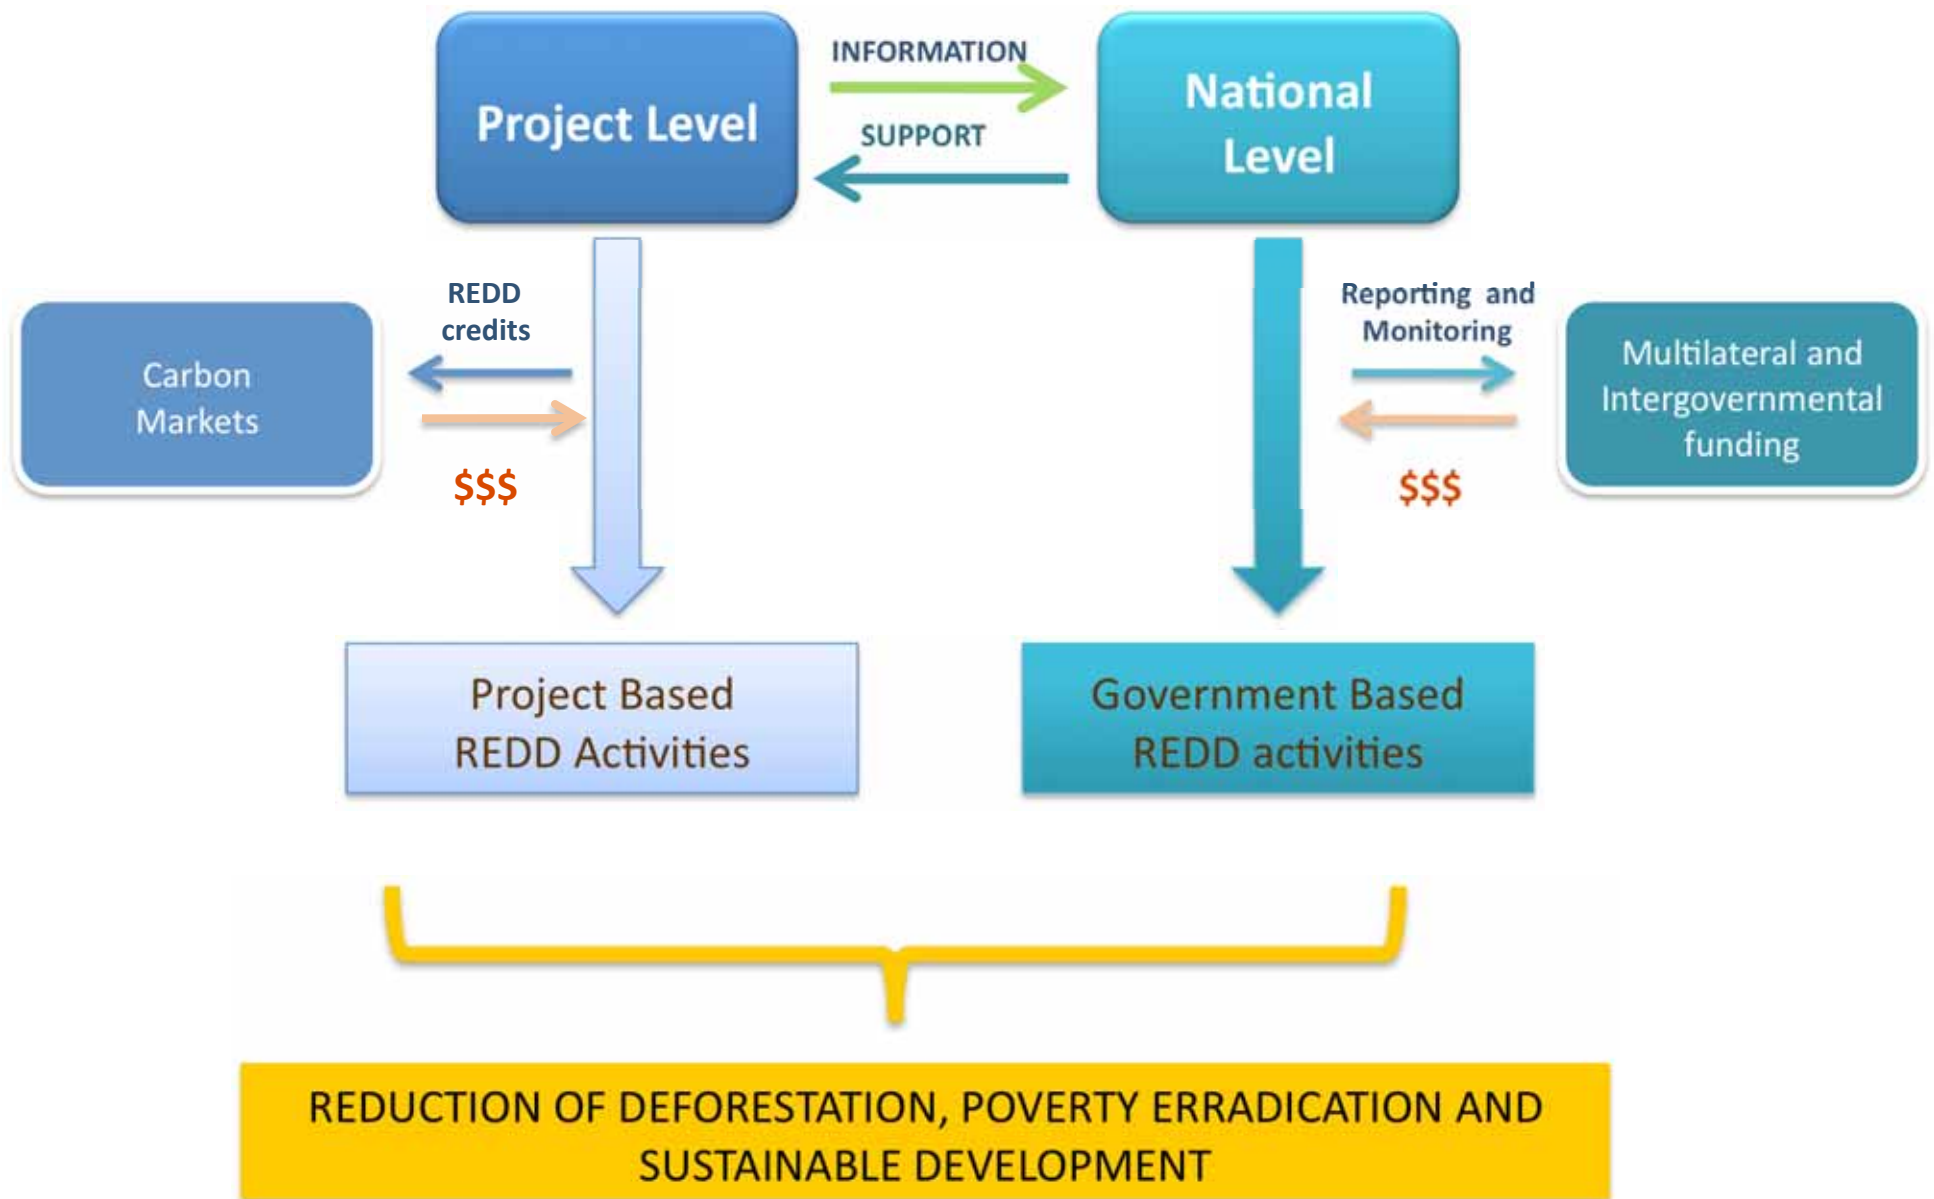 Project Level
INFORMATION
SUPPORT
National
Level
REDD
credits
Carbon
Markets
$$$
Reporting and
Monitoring
Multilateral and
Intergovernmental
funding
$$$
Project Based
REDD Activities
Government Based
REDD activities
REDUCTION OF DEFORESTATION, POVERTY ERRADICATION AND
SUSTAINABLE DEVELOPMENT